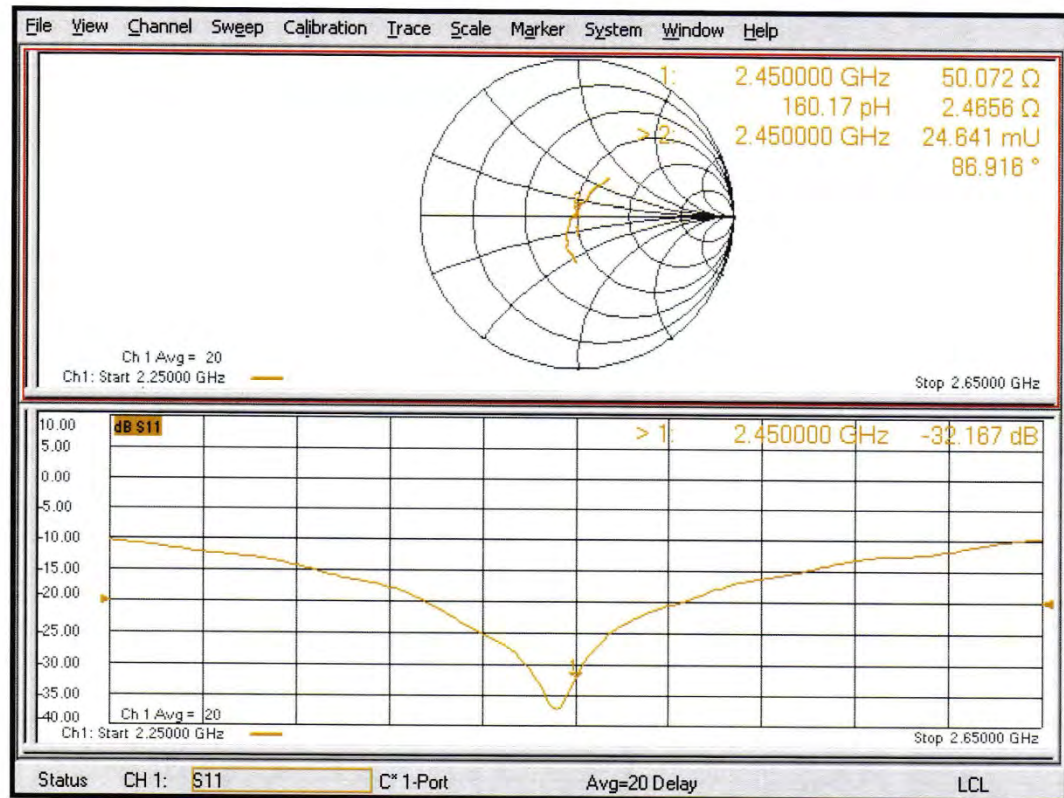 File View Channel Sweep Calibration Trace Scale Marker System Window Help
1: 2.450000 GHz 50.072 Ω
160.17 pH 2.4656 Ω
> 2: 2.450000 GHz 24.641 mU
86.916 °
Ch 1 Avg = 20
Ch1: Start 2.25000 GHz
Stop 2.65000 GHz
10.00 dB S11
> 1: 2.450000 GHz -32.167 dB
5.00
0.00
-5.00
-10.00
-15.00
-20.00
-25.00
-30.00
1
-35.00
-40.00
Ch 1 Avg = 20
Ch1: Start 2.25000 GHz
Stop 2.65000 GHz
Status CH 1: S11 C* 1-Port Avg=20 Delay LCL